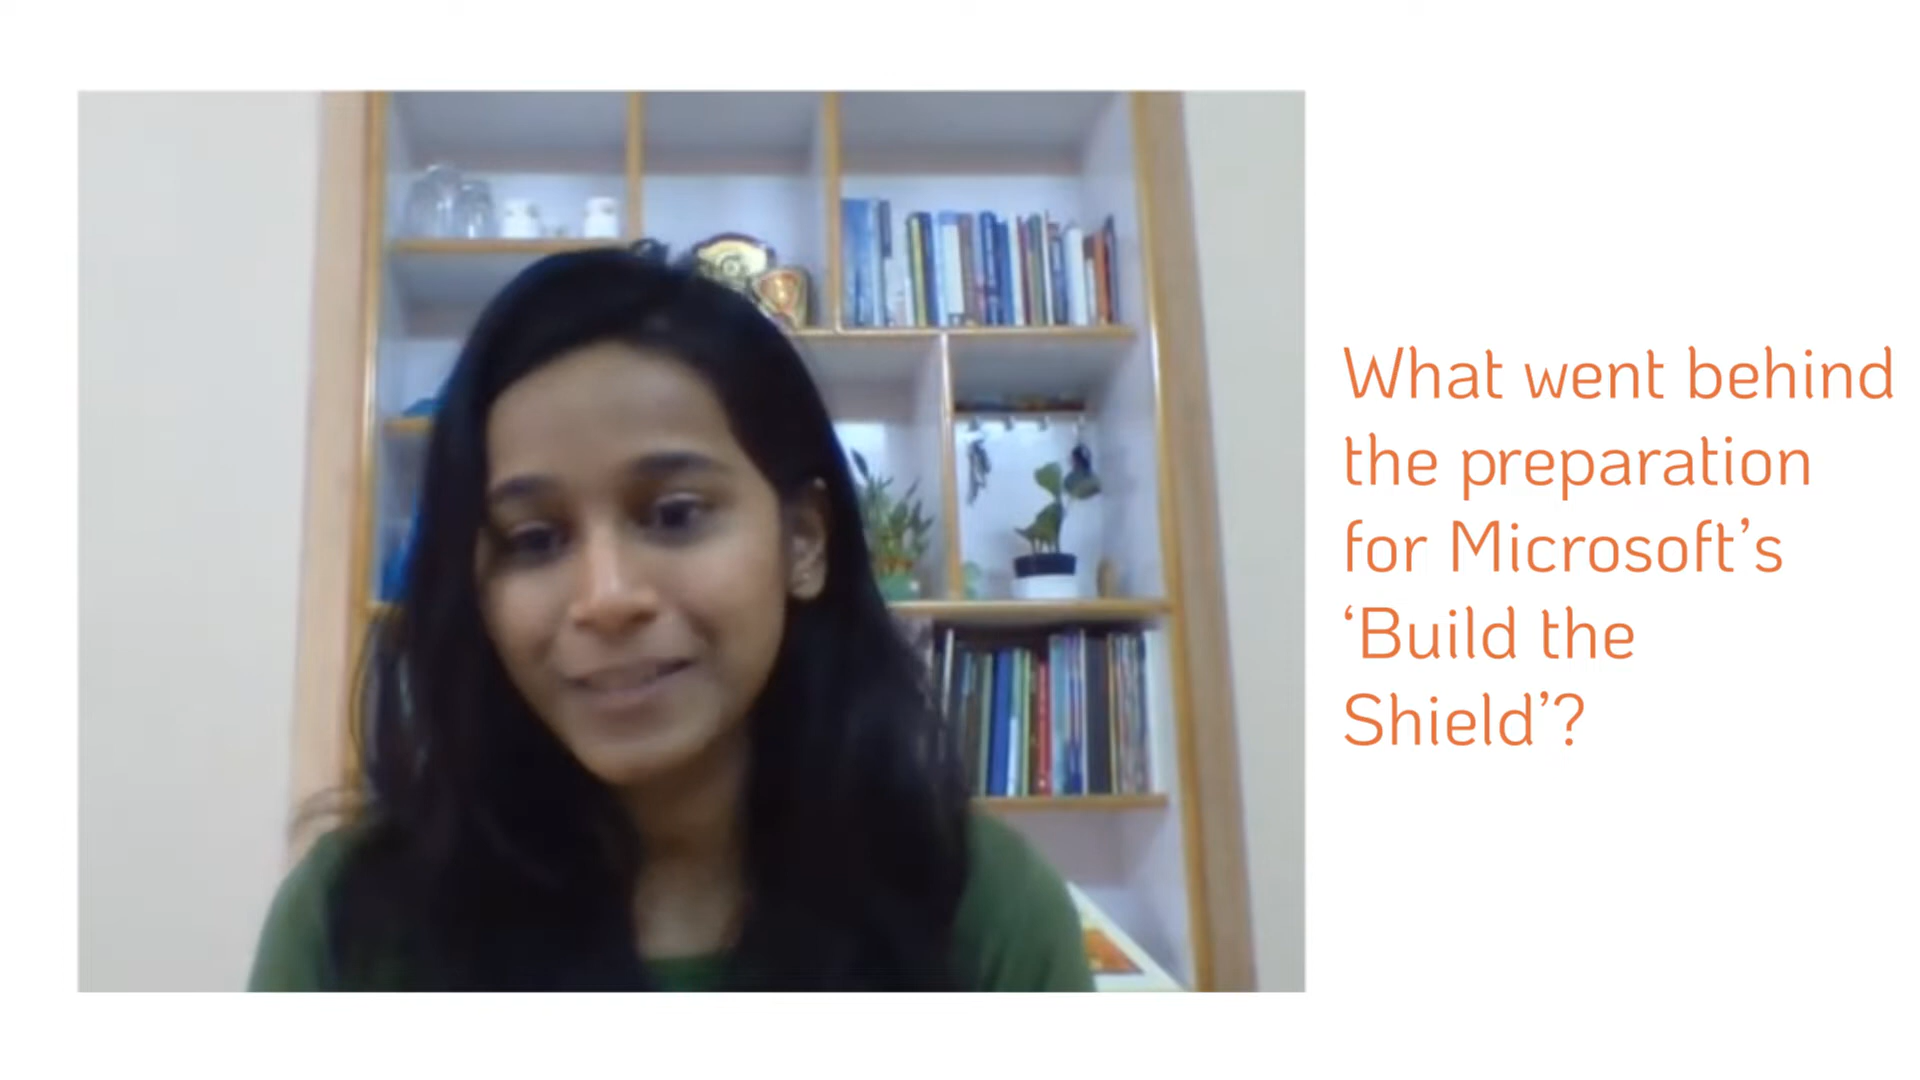 What went behind
the preparation
for Microsoft's
‘Build the
Shield’?